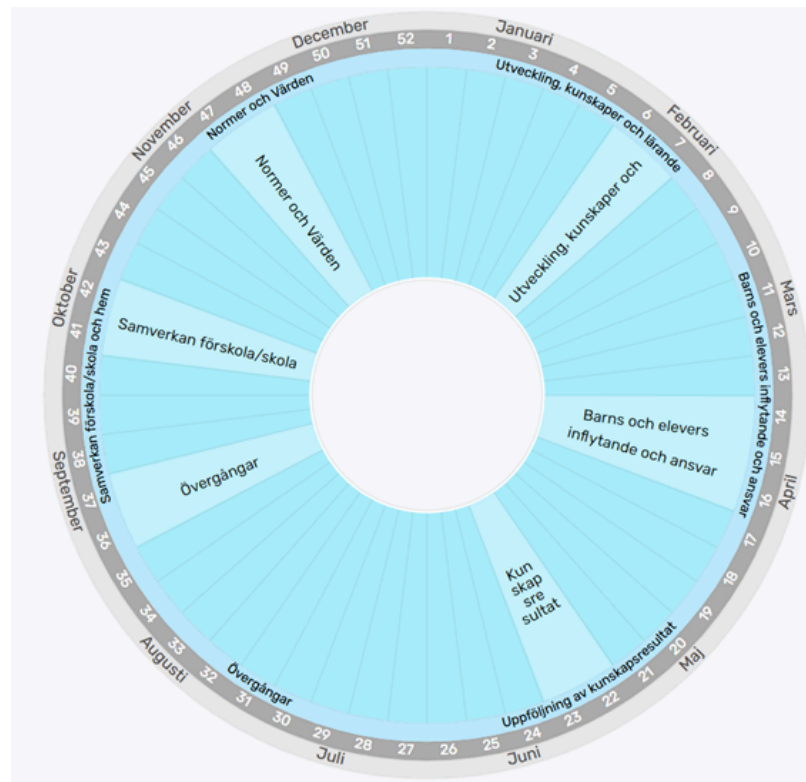 Januari
Februari
Mars
April
Maj
Juni
Juli
Augusti
September
Oktober
November
December
1
2
3
4
5
6
7
8
9
10
11
12
13
14
15
16
17
18
19
20
21
22
23
24
25
26
27
28
29
30
31
32
33
34
35
36
37
38
39
40
41
42
43
44
45
46
47
48
49
50
51
52
Utveckling, kunskaper och lärande
Barns och elevers inflytande och ansvar
Uppföljning av kunskapsresultat
Övergångar
Samverkan förskola/skola och hem
Normer och Värden
Utveckling, kunskaper och
Barns och elevers
inflytande och ansvar
Kun
skap
sre
sultat
Övergångar
Samverkan förskola/skola
Normer och Värden